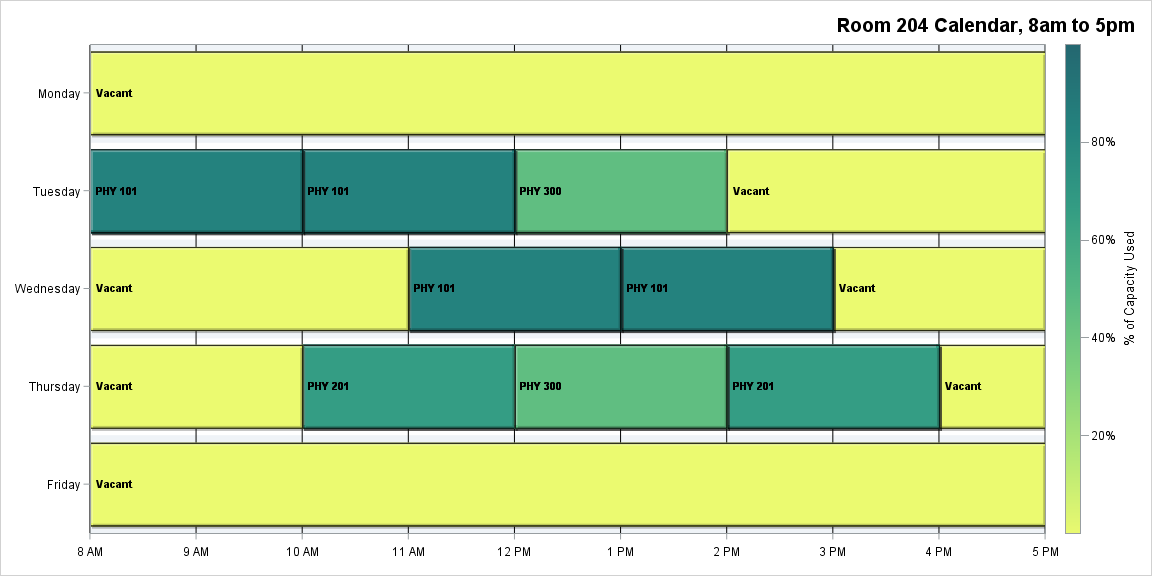 Room 204 Calendar, 8am to 5pm
Monday
Vacant
Tuesday
PHY 101
PHY 101
PHY 300
Vacant
Wednesday
Vacant
PHY 101
PHY 101
Vacant
Thursday
Vacant
PHY 201
PHY 300
PHY 201
Vacant
Friday
Vacant
8 AM
9 AM
10 AM
11 AM
12 PM
1 PM
2 PM
3 PM
4 PM
5 PM
80%
60%
40%
20%
% of Capacity Used